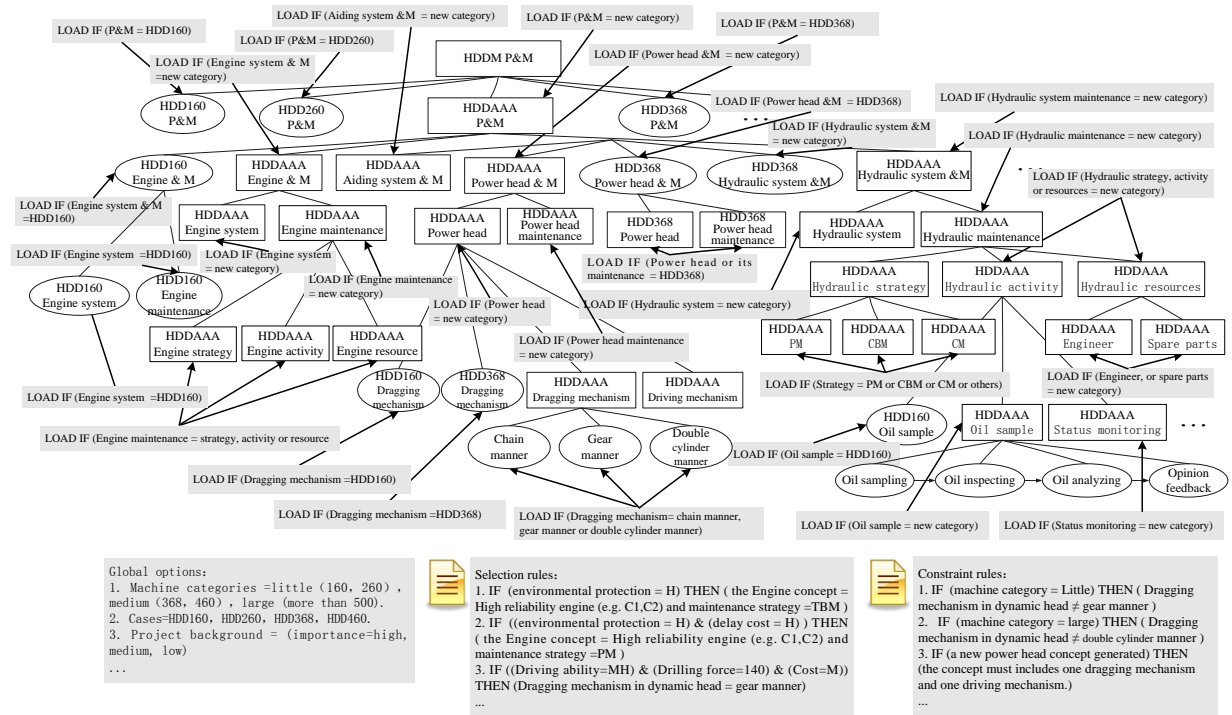 LOAD IF (Aiding system &M = new category)
LOAD IF (P&M = new category)
LOAD IF (P&M = HDD368)
LOAD IF (P&M = HDD160)
LOAD IF (P&M = HDD260)
LOAD IF (Power head &M = new category)
LOAD IF (Engine system & M
=new category)
HDDM P&M
LOAD IF (Power head &M = HDD368)
LOAD IF (Hydraulic system maintenance = new category)
HDD160
P&M
HDD260
P&M
HDDAAA
P&M
HDD368
P&M
...
LOAD IF (Hydraulic system &M
= new category)
LOAD IF (Hydraulic maintenance = new category)
HDD160
Engine & M
HDDAAA
Engine & M
HDDAAA
Aiding system & M
HDDAAA
Power head & M
HDD368
Power head & M
HDD368
Hydraulic system &M
HDDAAA
Hydraulic system &M
...
LOAD IF (Hydraulic strategy, activity
or resources = new category)
LOAD IF (Engine system & M
=HDD160)
HDDAAA
Engine system
HDDAAA
Engine maintenance
HDDAAA
Power head
HDDAAA
Power head
maintenance
HDD368
Power head
HDD368
Power head
maintenance
HDDAAA
Hydraulic system
HDDAAA
Hydraulic maintenance
LOAD IF (Engine system =HDD160)
LOAD IF (Engine system
= new category)
LOAD IF (Power head or its
maintenance = HDD368)
HDD160
Engine system
HDD160
Engine
maintenance
LOAD IF (Engine maintenance
= new category)
LOAD IF (Power head
= new category)
LOAD IF (Hydraulic system = new category)
HDDAAA
Hydraulic strategy
HDDAAA
Hydraulic activity
HDDAAA
Hydraulic resources
HDDAAA
Engine strategy
HDDAAA
Engine activity
HDDAAA
Engine resource
LOAD IF (Power head maintenance
= new category)
HDDAAA
PM
HDDAAA
CBM
HDDAAA
CM
HDDAAA
Engineer
HDDAAA
Spare parts
LOAD IF (Engine system =HDD160)
HDD160
Dragging
mechanism
HDD368
Dragging
mechanism
HDDAAA
Dragging mechanism
HDDAAA
Driving mechanism
LOAD IF (Strategy = PM or CBM or CM or others)
LOAD IF (Engineer, or spare parts
= new category)
LOAD IF (Engine maintenance = strategy, activity or resource
Chain
manner
Gear
manner
Double
cylinder
manner
HDD160
Oil sample
HDDAAA
Oil sample
HDDAAA
Status monitoring
...
LOAD IF (Oil sample = HDD160)
LOAD IF (Dragging mechanism =HDD160)
Oil sampling
Oil inspecting
Oil analyzing
Opinion
feedback
LOAD IF (Dragging mechanism =HDD368)
LOAD IF (Dragging mechanism= chain manner,
gear manner or double cylinder manner)
LOAD IF (Oil sample = new category)
LOAD IF (Status monitoring = new category)
Global options:
1. Machine categories =little (160, 260),
medium (368, 460), large (more than 500).
2. Cases=HDD160, HDD260, HDD368, HDD460.
3. Project background = (importance=high,
medium, low)
...
Selection rules:
1. IF (environmental protection = H) THEN ( the Engine concept =
High reliability engine (e.g. C1,C2) and maintenance strategy =TBM )
2. IF ((environmental protection = H) & (delay cost = H) ) THEN
( the Engine concept = High reliability engine (e.g. C1,C2) and
maintenance strategy =PM )
3. IF ((Driving ability=MH) & (Drilling force=140) & (Cost=M))
THEN (Dragging mechanism in dynamic head = gear manner)
...
Constraint rules:
1. IF (machine category = Little) THEN ( Dragging
mechanism in dynamic head ≠ gear manner )
2. IF (machine category = large) THEN ( Dragging
mechanism in dynamic head ≠ double cylinder manner )
3. IF (a new power head concept generated) THEN
(the concept must includes one dragging mechanism
and one driving mechanism.)
...